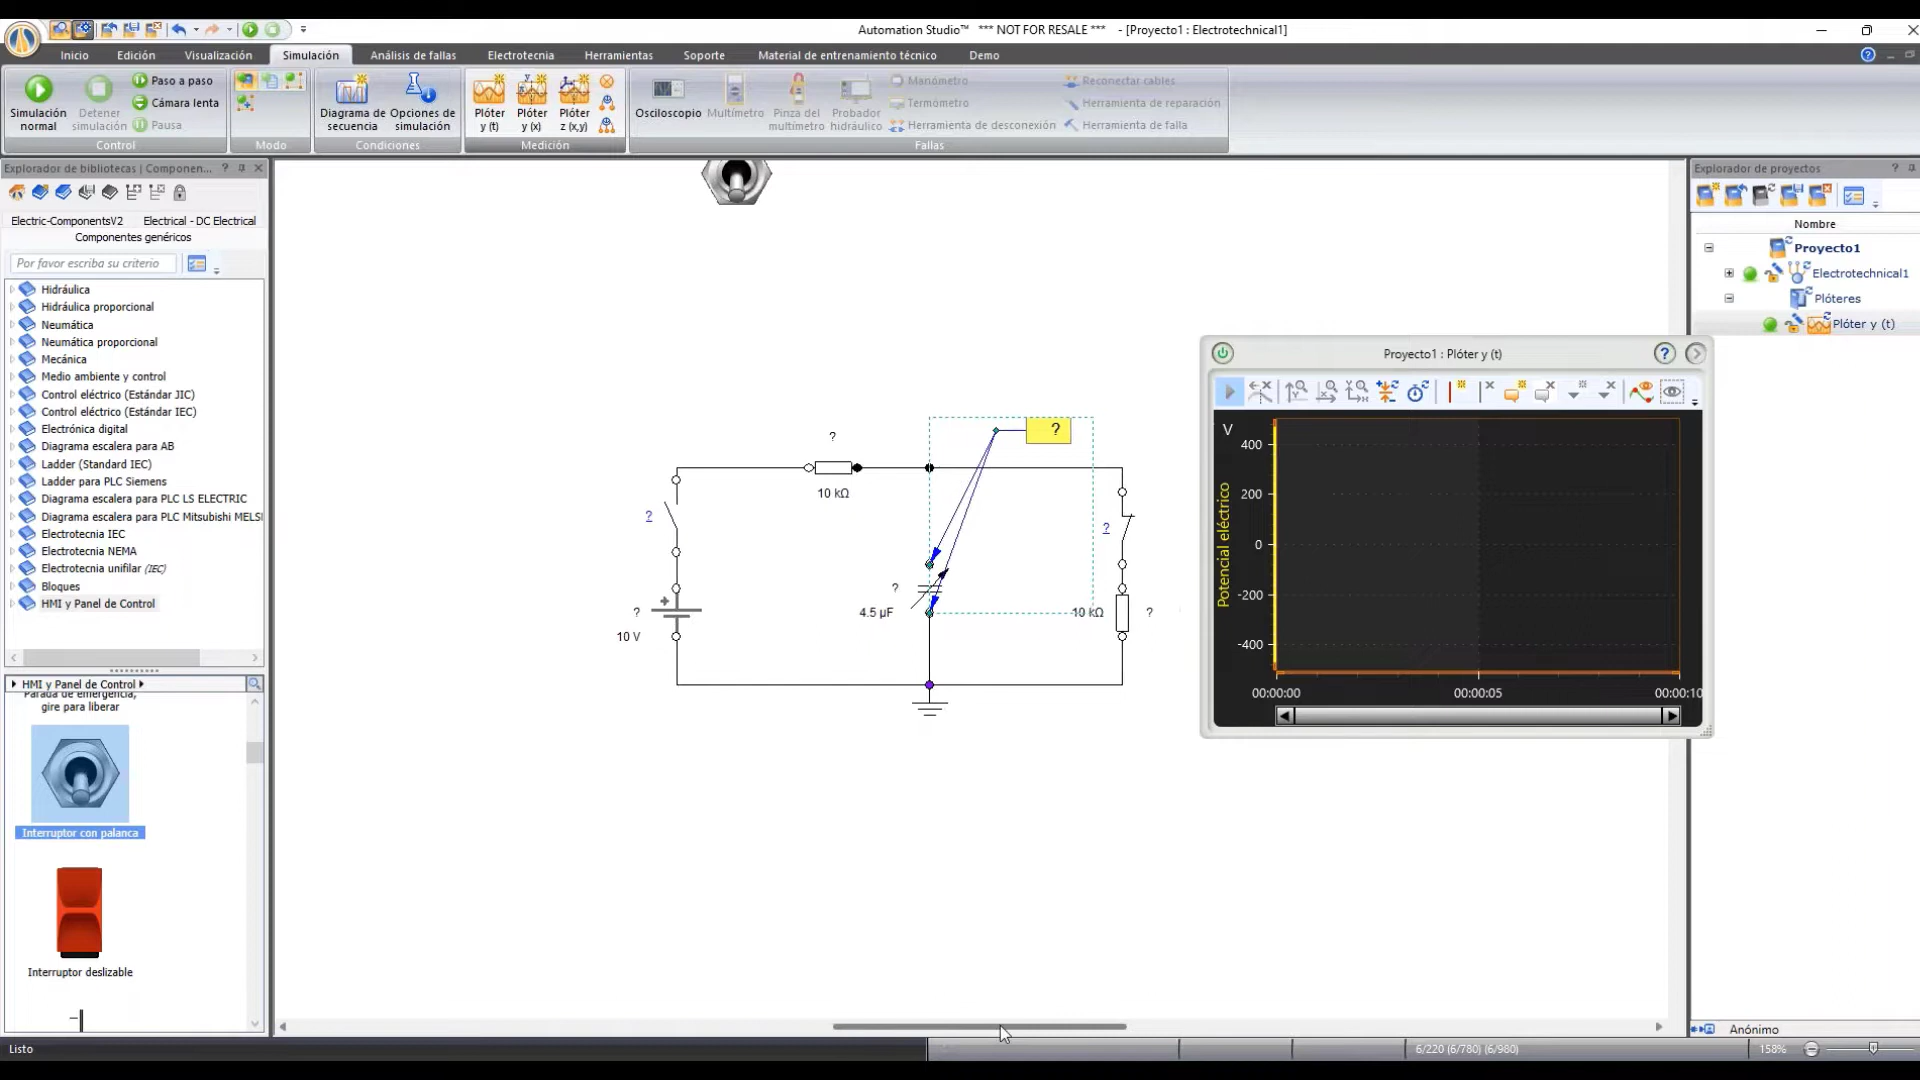 Automation Studio™ *** NOT FOR RESALE *** - [Proyecto1 : Electrotechnical1]
Inicio Edición Visualización Simulación Análisis de fallas Electrotecnia Herramientas Soporte Material de entrenamiento técnico Demo
Simulación normal
Detener simulación
Paso a paso
Cámara lenta
Pausa
Control
Modo
Diagrama de secuencia
Opciones de simulación
Condiciones
Plóter y (t)
Plóter y (x)
Plóter z (x,y)
Medición
Osciloscopio
Multímetro
Pinza del multímetro
Probador hidráulico
Manómetro
Termómetro
Herramienta de desconexión
Reconectar cables
Herramienta de reparación
Herramienta de falla
Fallas
Explorador de bibliotecas | Componen... ?
Electric-ComponentsV2 Electrical - DC Electrical
Componentes genéricos
Por favor escriba su criterio
Hidráulica
Hidráulica proporcional
Neumática
Neumática proporcional
Mecánica
Medio ambiente y control
Control eléctrico (Estándar JIC)
Control eléctrico (Estándar IEC)
Electrónica digital
Diagrama escalera para AB
Ladder (Standard IEC)
Ladder para PLC Siemens
Diagrama escalera para PLC LS ELECTRIC
Diagrama escalera para PLC Mitsubishi MELS
Electrotecnia IEC
Electrotecnia NEMA
Electrotecnia unifilar (IEC)
Bloques
HMI y Panel de Control
HMI y Panel de Control
Parada de emergencia,
gire para liberar
Interruptor con palanca
Interruptor deslizable
?
10 kΩ
?
?
?
10 V
?
4.5 µF
?
10 kΩ
?
Proyecto1 : Plóter y (t)
?
V
Potencial eléctrico
400
200
0
-200
-400
00:00:00 00:00:05 00:00:10
Explorador de proyectos ?
Nombre
Proyecto1
Electrotechnical1
Plóteres
Plóter y (t)
Anónimo
Listo
6/220 (6/780) (6/980)
158%